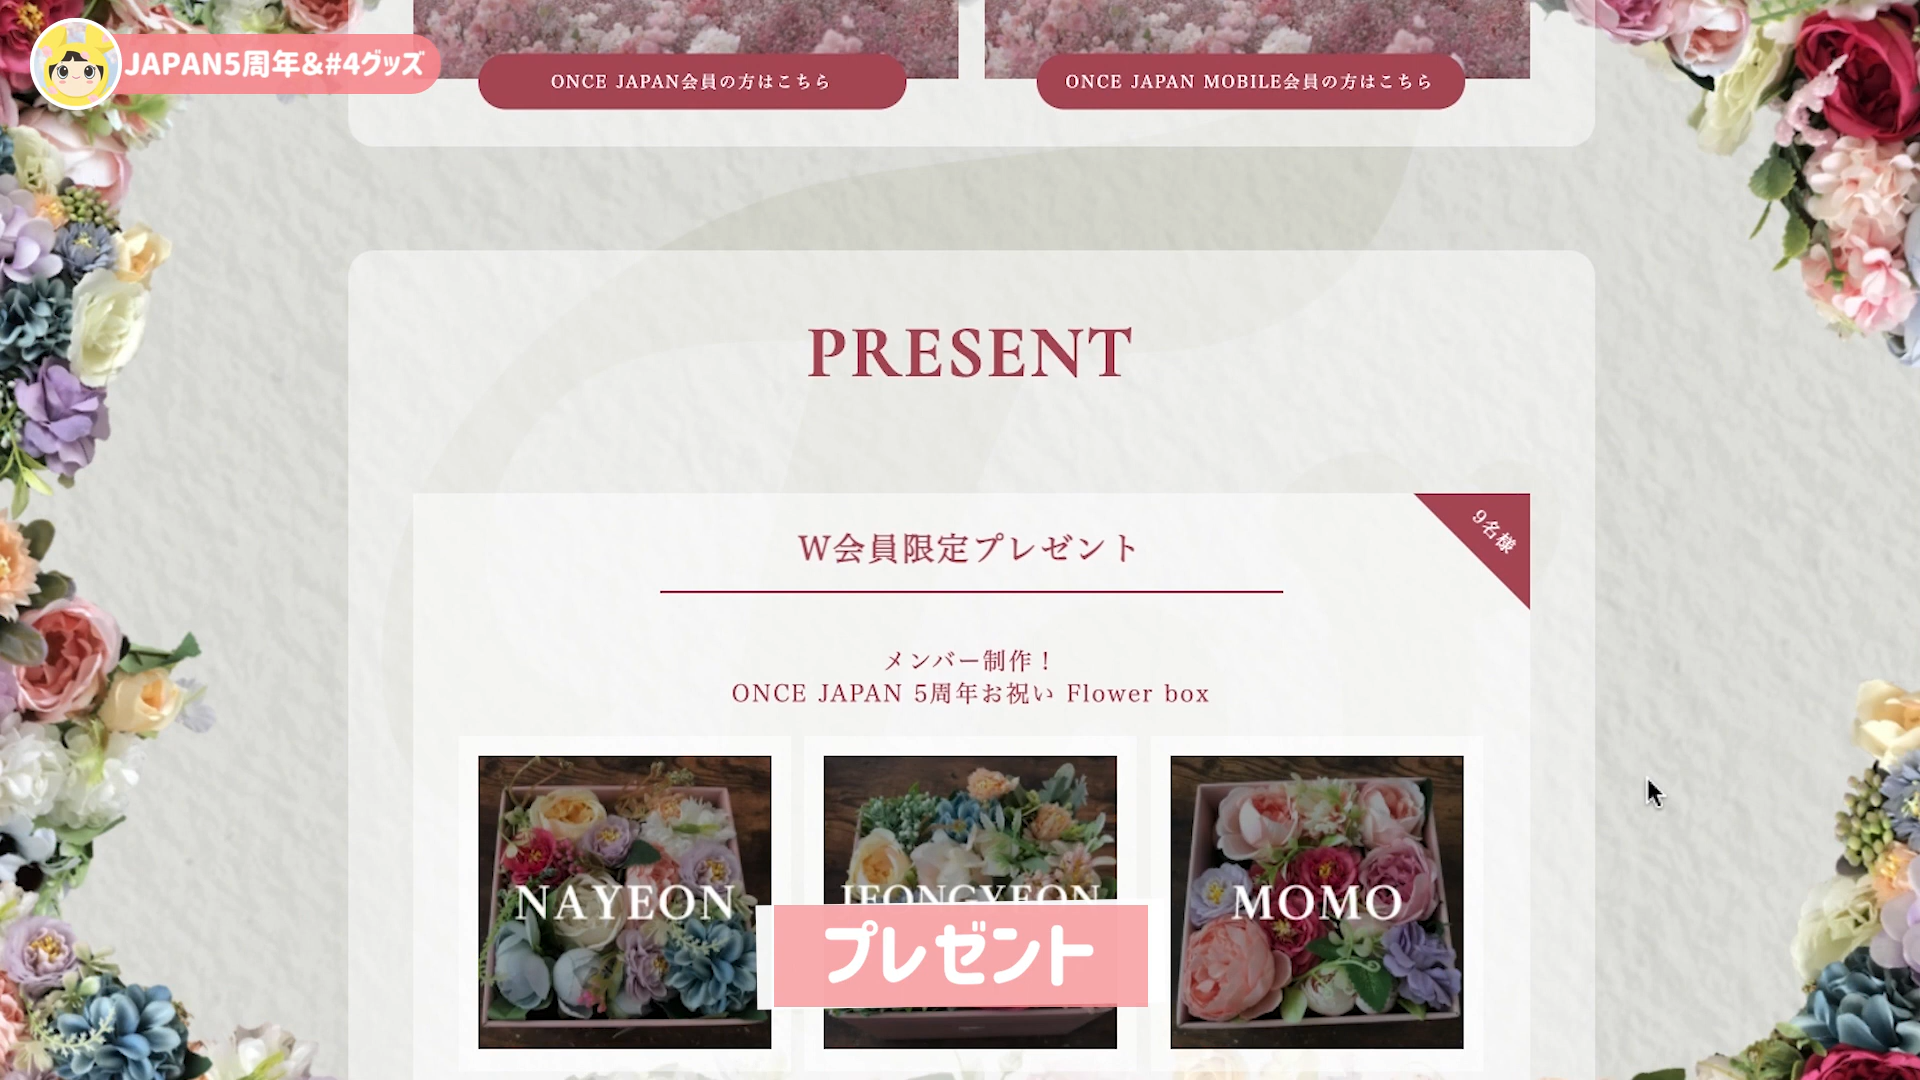 JAPAN5周年&#4グッズ
ONCE JAPAN会員の方はこちら
ONCE JAPAN MOBILE会員の方はこちら
PRESENT
9名様
W会員限定プレゼント
メンバー制作！
ONCE JAPAN 5周年お祝い Flower box
NAYEON
JEONGYEON
MOMO
プレゼント